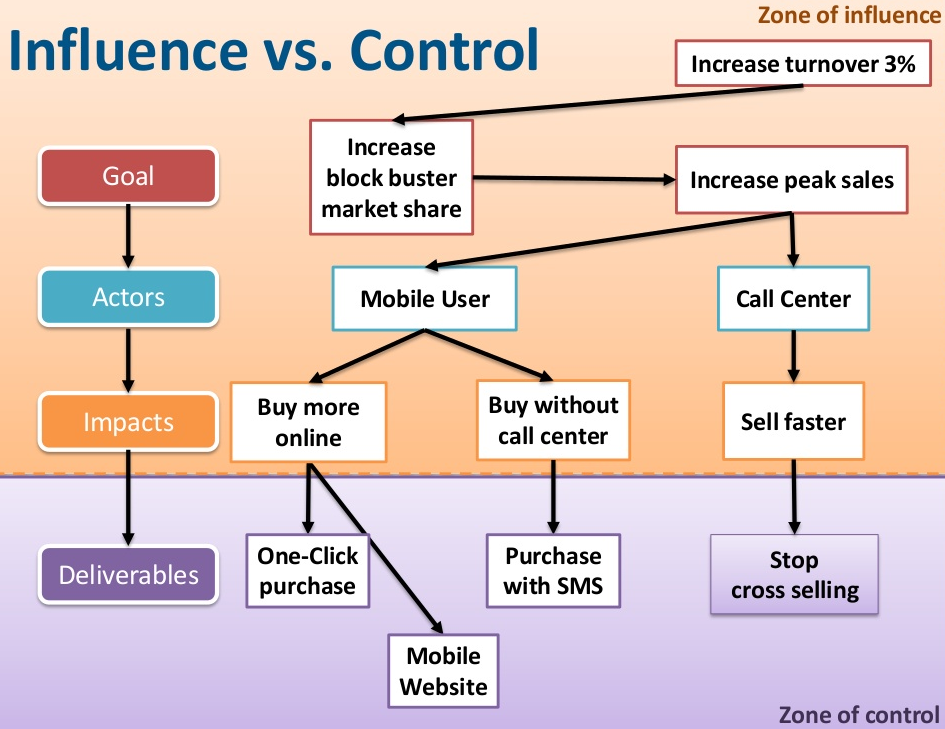 Zone of influence
Influence vs. Control
Increase turnover 3%
Goal
Increase
block buster
market share
Increase peak sales
Actors
Mobile User
Call Center
Impacts
Buy more
online
Buy without
call center
Sell faster
Deliverables
One-Click
purchase
Purchase
with SMS
Stop
cross selling
Mobile
Website
Zone of control